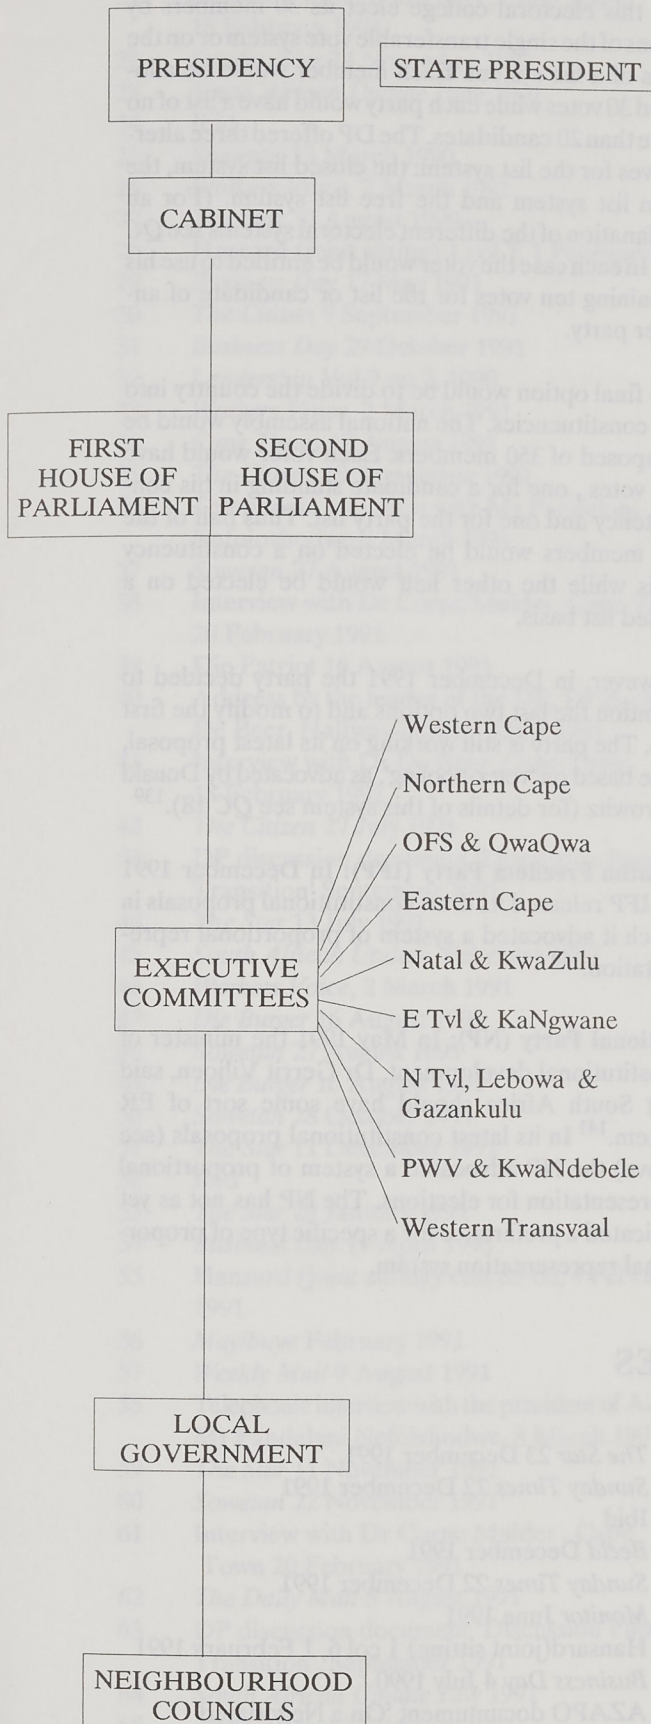 PRESIDENCY
STATE PRESIDENT
CABINET
FIRST
HOUSE OF
PARLIAMENT
SECOND
HOUSE OF
PARLIAMENT
Western Cape
Northern Cape
OFS & QwaQwa
Eastern Cape
EXECUTIVE
COMMITTEES
Natal & KwaZulu
E Tvl & KaNgwane
N Tvl, Lebowa &
Gazankulu
PWV & KwaNdebele
Western Transvaal
LOCAL
GOVERNMENT
NEIGHBOURHOOD
COUNCILS